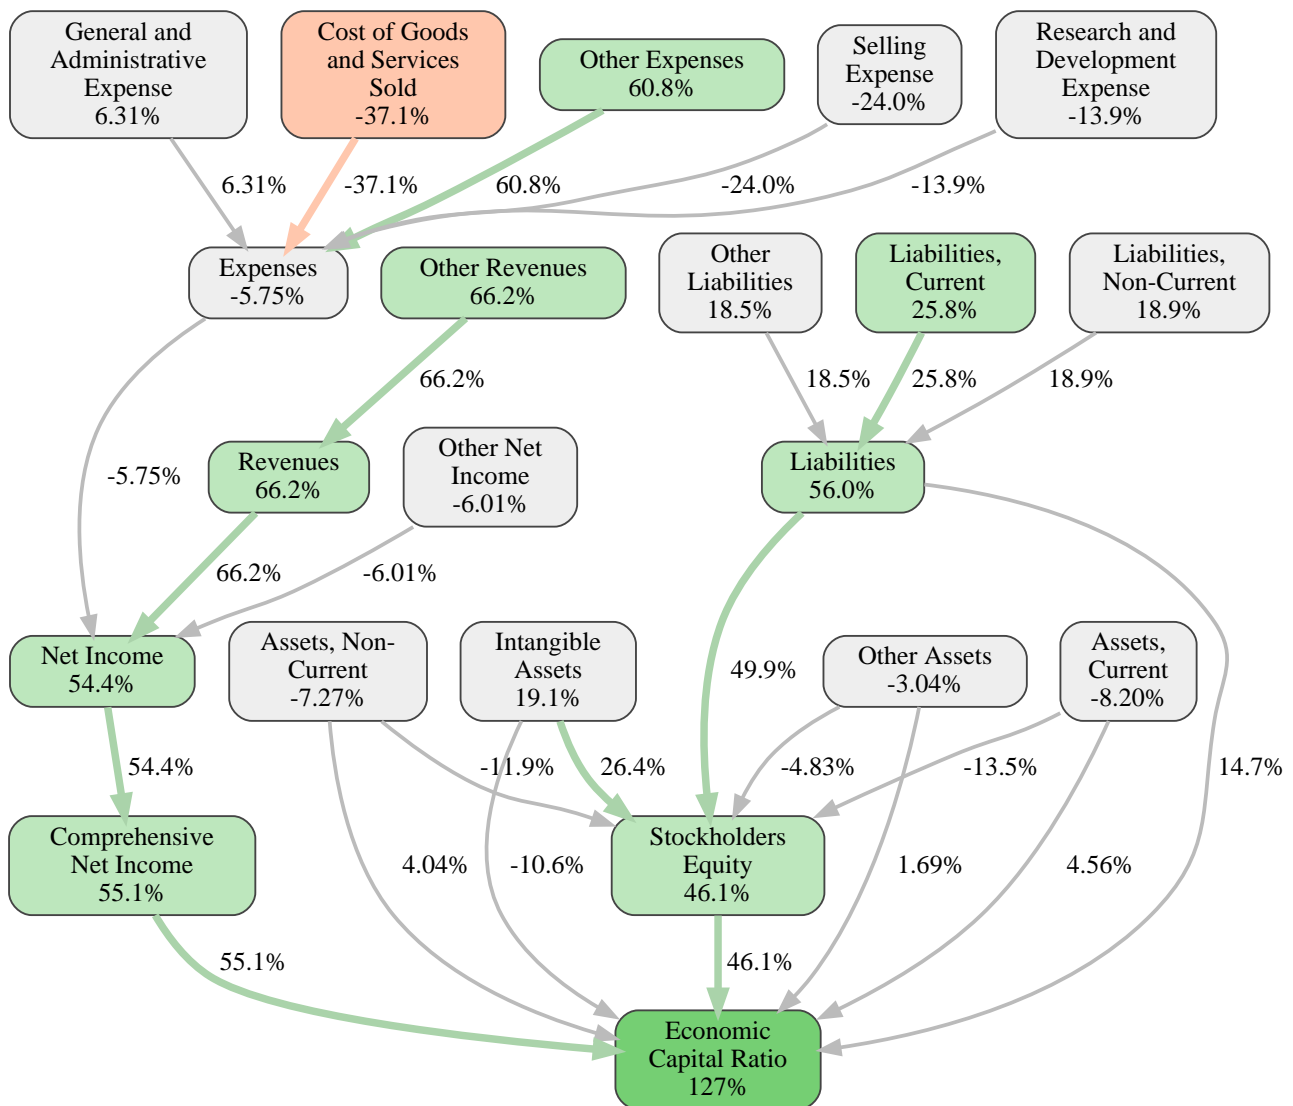 General and
Administrative
Expense
6.31%
Cost of Goods
and Services
Sold
-37.1%
Other Expenses
60.8%
Selling
Expense
-24.0%
Research and
Development
Expense
-13.9%
6.31%
-37.1%
60.8%
-24.0%
-13.9%
Expenses
-5.75%
Other Revenues
66.2%
Other
Liabilities
18.5%
Liabilities,
Current
25.8%
Liabilities,
Non-Current
18.9%
66.2%
18.5%
25.8%
18.9%
-5.75%
Revenues
66.2%
Other Net
Income
-6.01%
Liabilities
56.0%
66.2%
-6.01%
Net Income
54.4%
Assets, Non-
Current
-7.27%
Intangible
Assets
19.1%
49.9%
Other Assets
-3.04%
Assets,
Current
-8.20%
54.4%
-11.9%
26.4%
-4.83%
-13.5%
14.7%
Comprehensive
Net Income
55.1%
4.04%
-10.6%
Stockholders
Equity
46.1%
1.69%
4.56%
55.1%
46.1%
Economic
Capital Ratio
127%